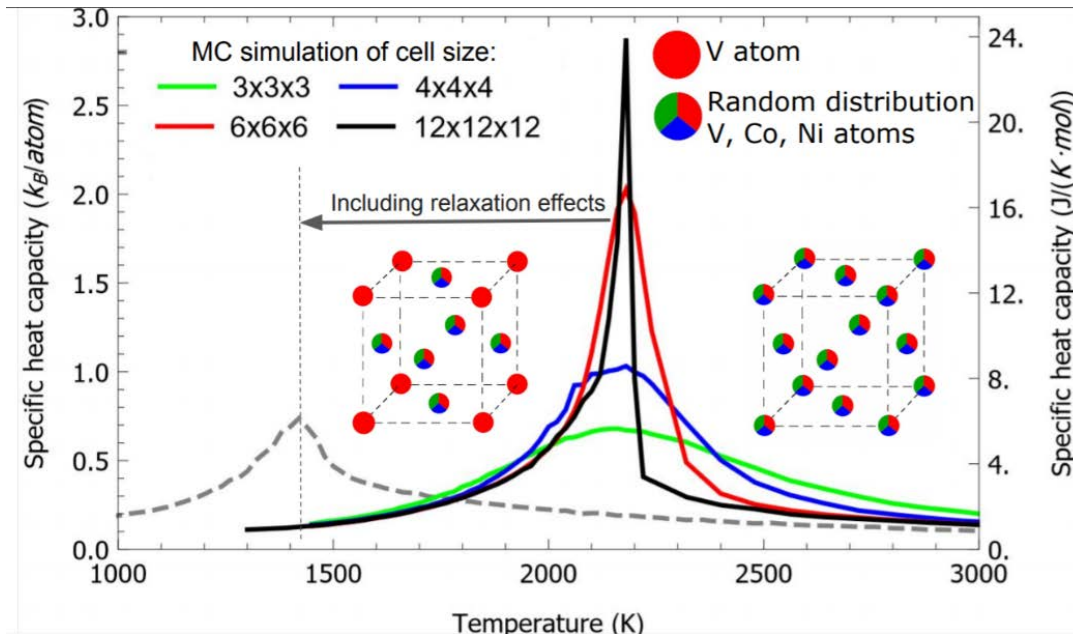 MC simulation of cell size:
3x3x3 4x4x4
6x6x6 12x12x12
V atom
Random distribution
V, Co, Ni atoms
Including relaxation effects
Specific heat capacity (k_B/atom)
3.0
2.5
2.0
1.5
1.0
0.5
0.0
24.
20.
16.
12.
8.
4.
0.
Specific heat capacity (J/(K·mol))
1000 1500 2000 2500 3000
Temperature (K)